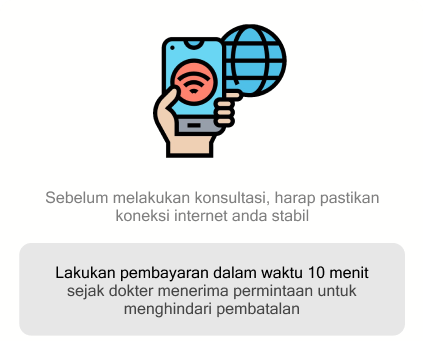 Sebelum melakukan konsultasi, harap pastikan
koneksi internet anda stabil
Lakukan pembayaran dalam waktu 10 menit
sejak dokter menerima permintaan untuk
menghindari pembatalan